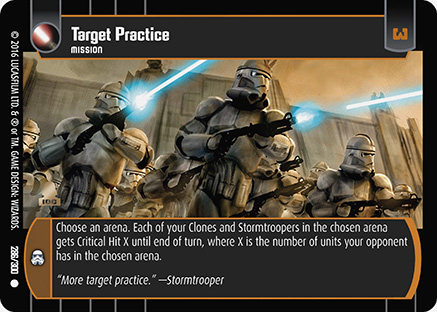 Target Practice
MISSION
© 2016 LUCASFILM LTD. & ® or TM. GAME DESIGN: WIZARDS.
Choose an arena. Each of your Clones and Stormtroopers in the chosen arena
gets Critical Hit X until end of turn, where X is the number of units your opponent
has in the chosen arena.
“More target practice.” —Stormtrooper